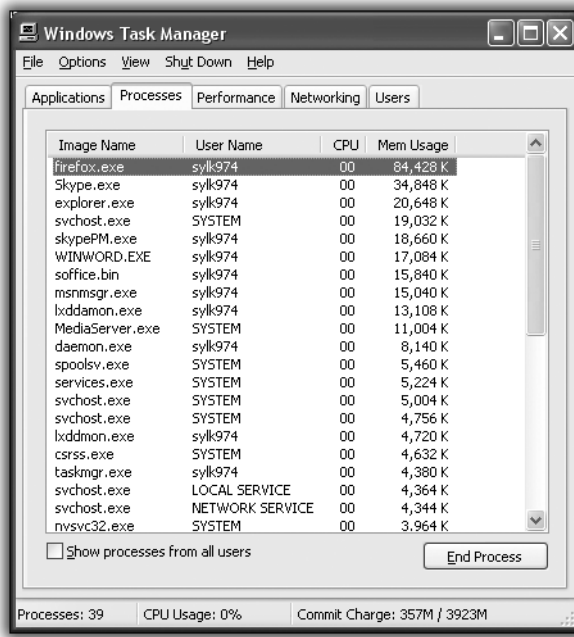 Windows Task Manager
File Options View Shut Down Help
Applications Processes Performance Networking Users
Image Name User Name CPU Mem Usage
firefox.exe sylk974 00 84,428 K
Skype.exe sylk974 00 34,848 K
explorer.exe sylk974 00 20,648 K
svchost.exe SYSTEM 00 19,032 K
skypePM.exe sylk974 00 18,660 K
WINWORD.EXE sylk974 00 17,084 K
soffice.bin sylk974 00 15,840 K
msnmsgr.exe sylk974 00 15,040 K
lxddamon.exe sylk974 00 13,108 K
MediaServer.exe SYSTEM 00 11,004 K
daemon.exe sylk974 00 8,140 K
spoolsv.exe SYSTEM 00 5,460 K
services.exe SYSTEM 00 5,224 K
svchost.exe SYSTEM 00 5,004 K
svchost.exe SYSTEM 00 4,756 K
lxddmon.exe sylk974 00 4,720 K
csrss.exe SYSTEM 00 4,632 K
taskmgr.exe sylk974 00 4,380 K
svchost.exe LOCAL SERVICE 00 4,364 K
svchost.exe NETWORK SERVICE 00 4,344 K
nvsvc32.exe SYSTEM 00 3,964 K
Show processes from all users End Process
Processes: 39 CPU Usage: 0% Commit Charge: 357M / 3923M